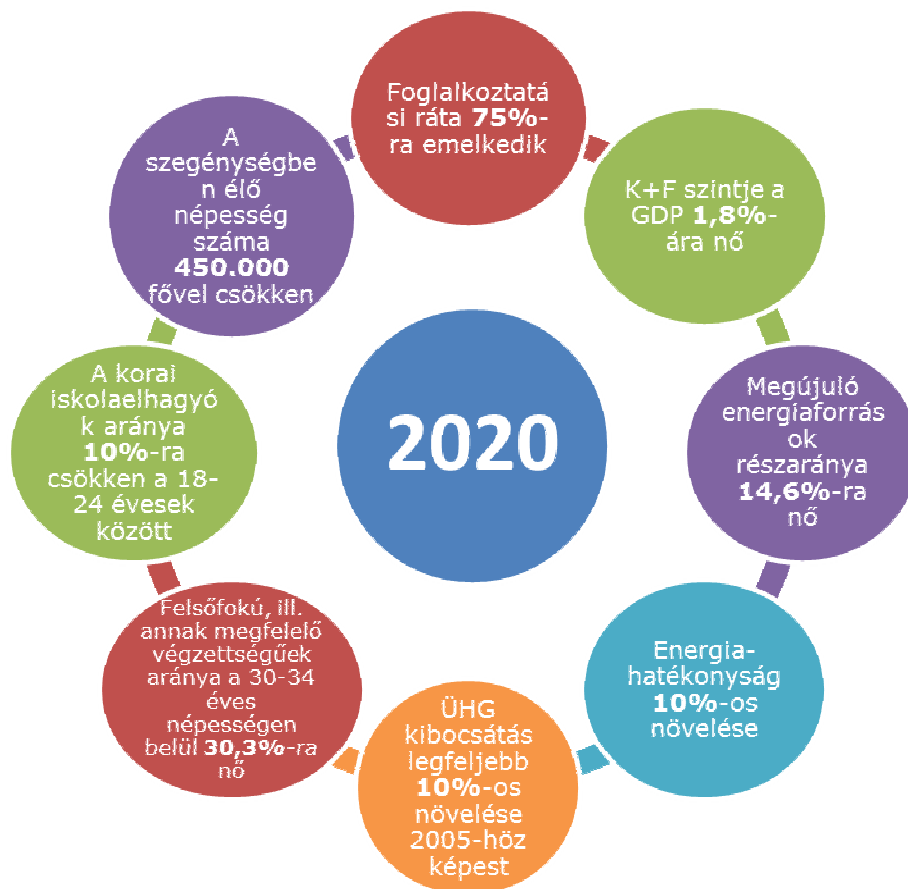 Foglalkoztatá
si ráta 75%-
ra emelkedik
K+F szintje a
GDP 1,8%-
ára nő
Megújuló
energiaforrás
ok
részaránya
14,6%-ra
nő
Energia-
hatékonyság
10%-os
növelése
ÜHG
kibocsátás
legfeljebb
10%-os
növelése
2005-höz
képest
Felsőfokú, ill.
annak megfelelő
végzettségűek
aránya a 30-34
éves
népességen
belül 30,3%-ra
nő
A korai
iskolaelhagyó
k aránya
10%-ra
csökken a 18-
24 évesek
között
A
szegénységbe
n élő
népesség
száma
450.000
fővel csökken
2020